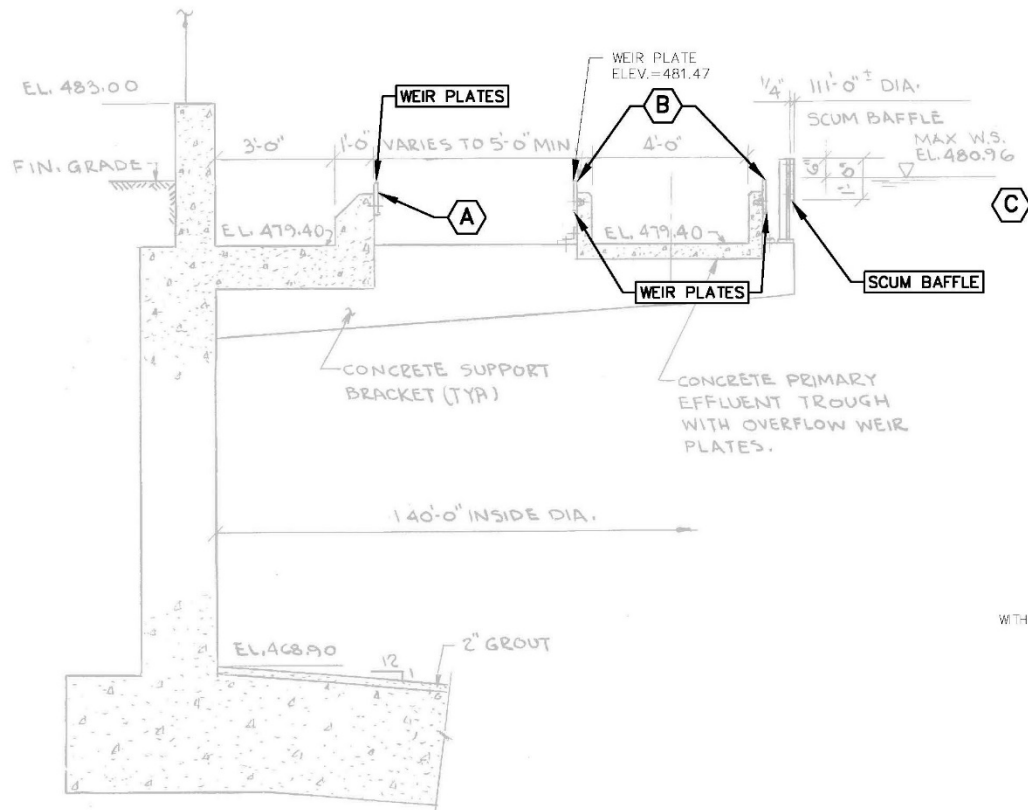 WEIR PLATE
ELEV.=481.47
EL. 483.00
WEIR PLATES
B
1/4"
111'-0" ± DIA.
SCUM BAFFLE
MAX W.S.
EL. 480.96
3'-0"
1'-0"
VARIES TO 5'-0" MIN
4'-0"
FIN. GRADE
6"
1'-0"
A
C
EL. 479.40
EL. 479.40
WEIR PLATES
SCUM BAFFLE
CONCRETE SUPPORT
BRACKET (TYP.)
CONCRETE PRIMARY
EFFLUENT TROUGH
WITH OVERFLOW WEIR
PLATES.
140'-0" INSIDE DIA.
WITH
EL. 468.90
12
1
2" GROUT